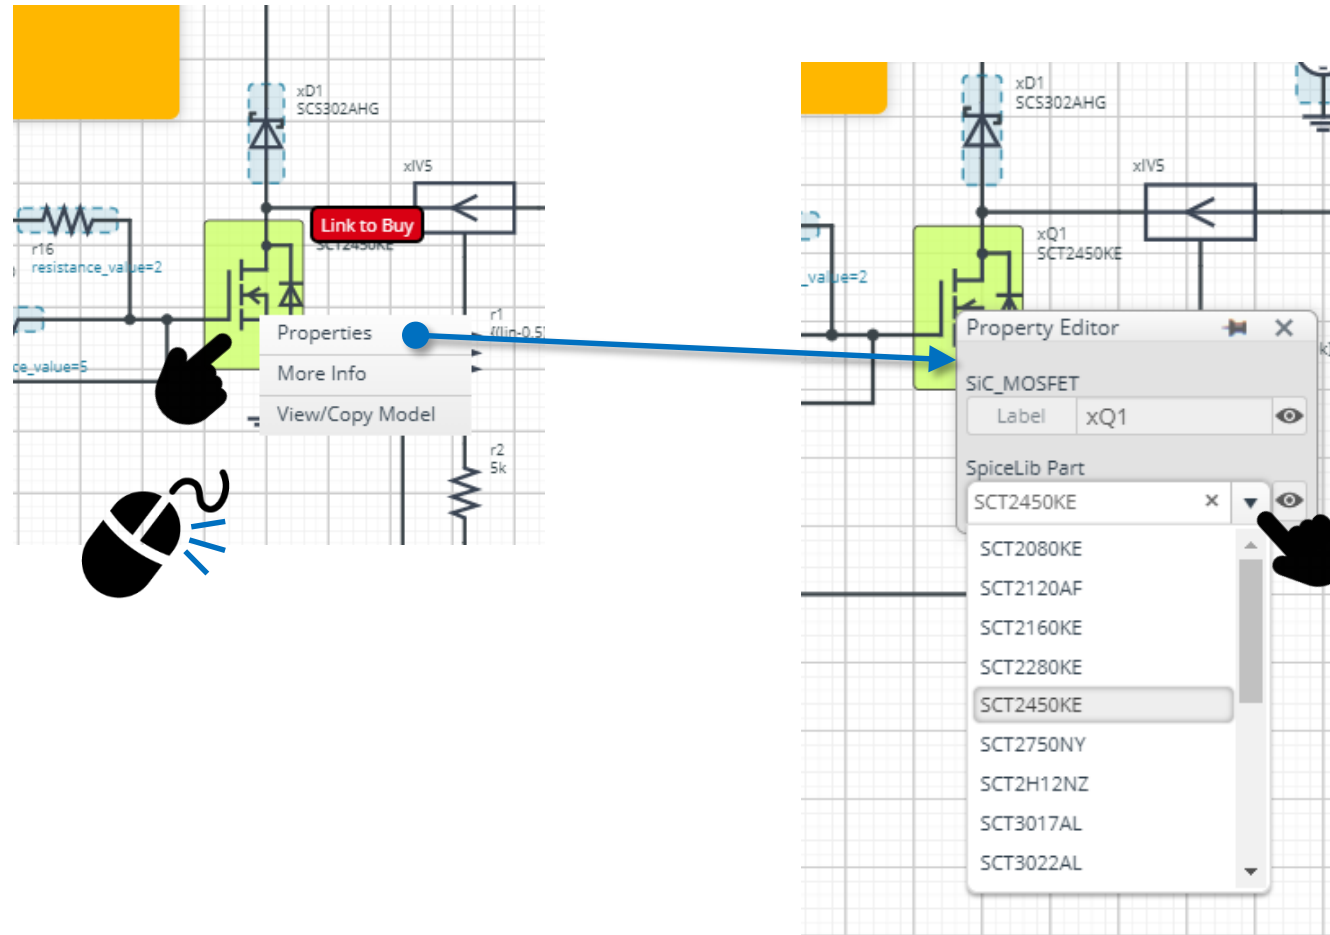 xD1
SCS302AHG
xIV5
Link to Buy
SCT2450KE
r16
resistance_value=2
ce_value=5
r1
Properties
More Info
View/Copy Model
r2
5k
xD1
SCS302AHG
xIV5
xQ1
SCT2450KE
_value=2
Property Editor
SiC_MOSFET
Label
xQ1
SpiceLib Part
SCT2450KE
SCT2080KE
SCT2120AF
SCT2160KE
SCT2280KE
SCT2450KE
SCT2750NY
SCT2H12NZ
SCT3017AL
SCT3022AL